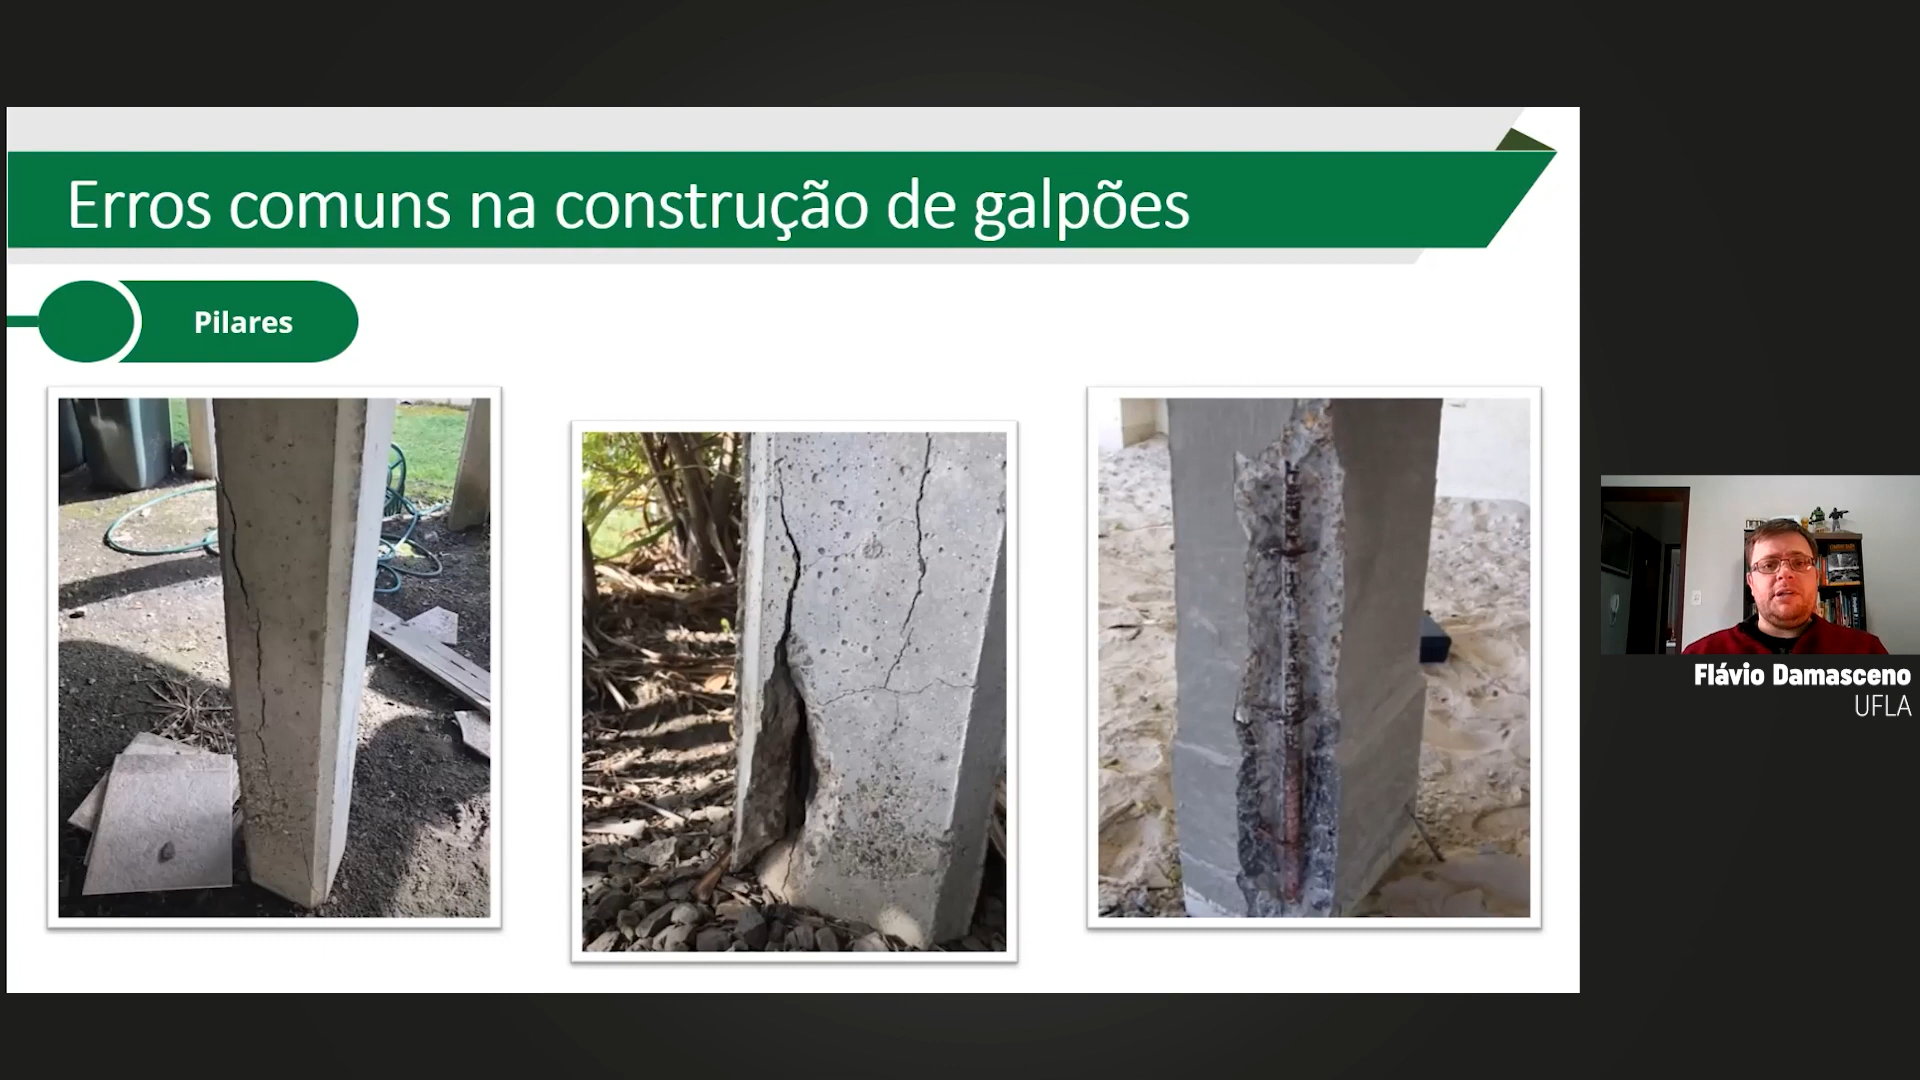 Erros comuns na construção de galpões
Pilares
Flávio Damasceno
UFLA